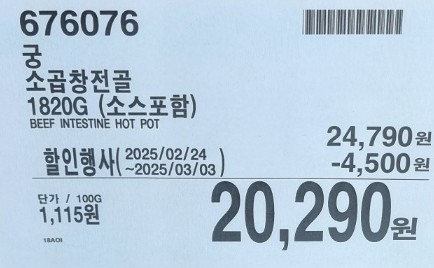 676076
궁
소곱창전골
1820G (소스포함)
BEEF INTESTINE HOT POT
24,790원
할인행사(2025/02/24 ~2025/03/03) -4,500원
단가 / 100G
1,115원
20,290원
18AOI